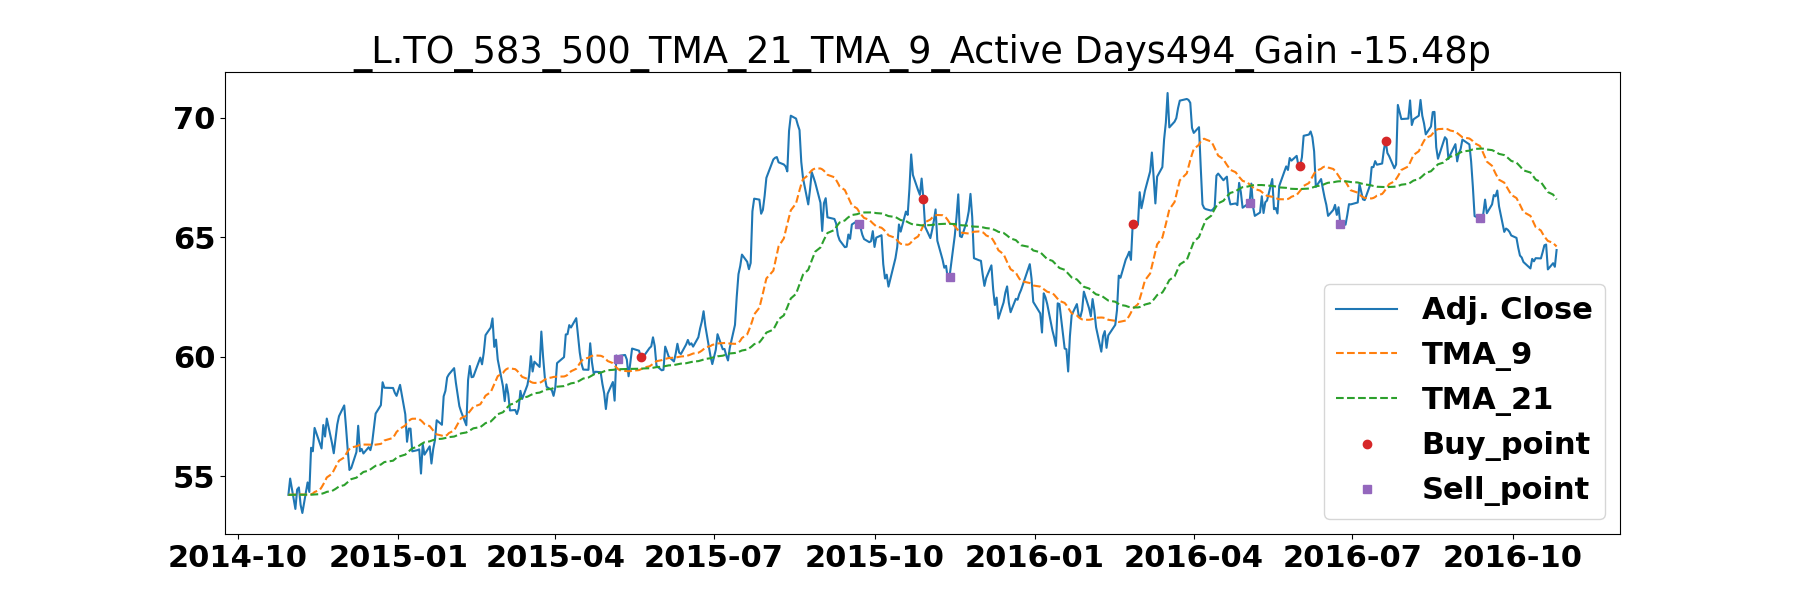 _L.TO_583_500_TMA_21_TMA_9_Active Days494_Gain -15.48p
70
65
60
55
2014-10 2015-01 2015-04 2015-07 2015-10 2016-01 2016-04 2016-07 2016-10
Adj. Close
TMA_9
TMA_21
Buy_point
Sell_point